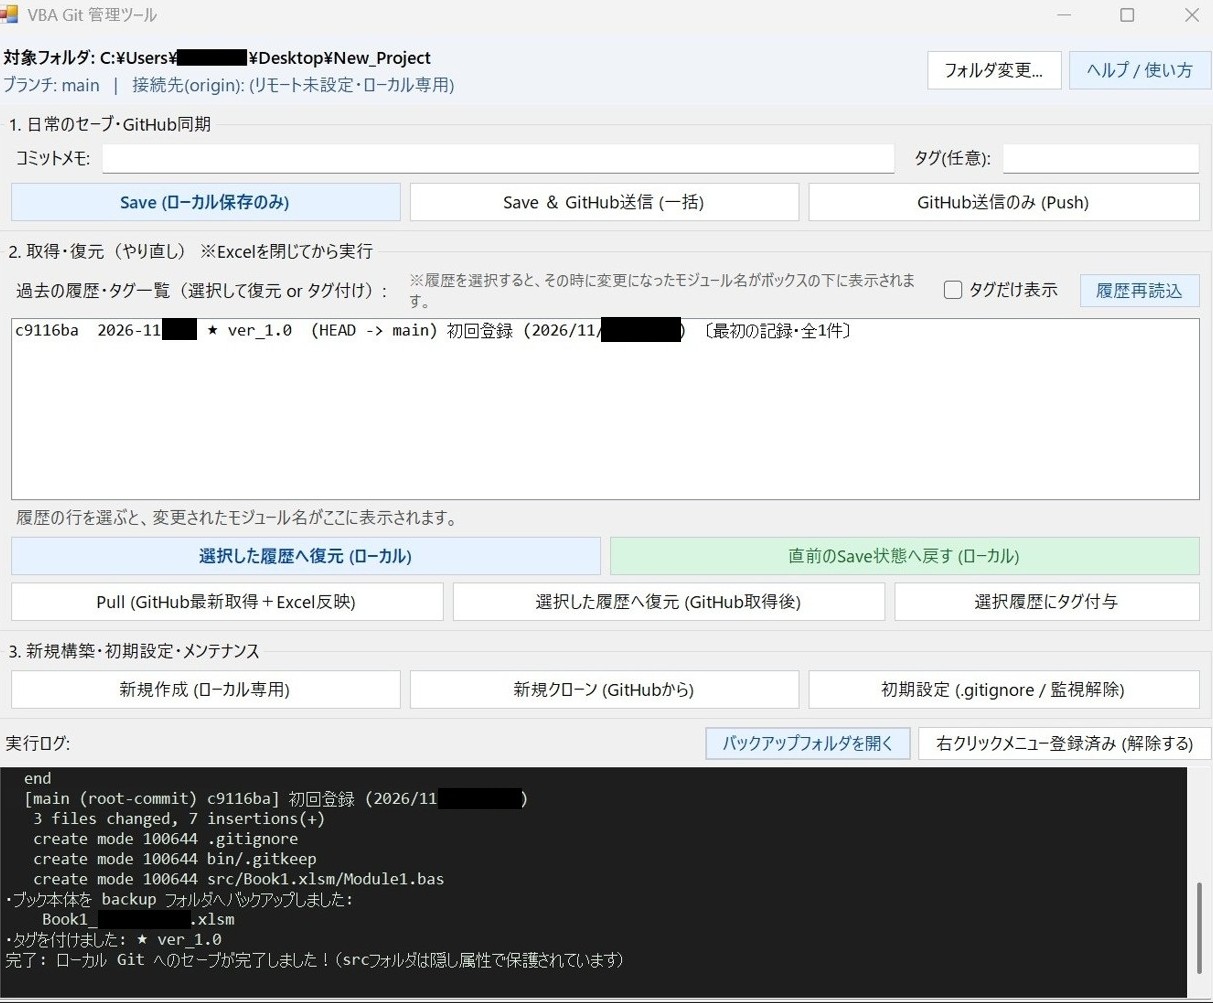 VBA Git 管理ツール
対象フォルダ: C:¥Users¥ ¥Desktop¥New_Project
フォルダ変更...
ヘルプ / 使い方
ブランチ: main | 接続先(origin): (リモート未設定・ローカル専用)
1. 日常のセーブ・GitHub同期
コミットメモ:
タグ(任意):
Save (ローカル保存のみ)
Save & GitHub送信 (一括)
GitHub送信のみ (Push)
2. 取得・復元（やり直し） ※Excelを閉じてから実行
過去の履歴・タグ一覧（選択して復元 or タグ付け）:
※履歴を選択すると、その時に変更になったモジュール名がボックスの下に表示されま
す。
タグだけ表示
履歴再読込
c9116ba 2026-11 ★ ver_1.0 (HEAD -> main) 初回登録 (2026/11/ ) 〔最初の記録・全1件〕
履歴の行を選ぶと、変更されたモジュール名がここに表示されます。
選択した履歴へ復元 (ローカル)
直前のSave状態へ戻す (ローカル)
Pull (GitHub最新取得＋Excel反映)
選択した履歴へ復元 (GitHub取得後)
選択履歴にタグ付与
3. 新規構築・初期設定・メンテナンス
新規作成 (ローカル専用)
新規クローン (GitHubから)
初期設定 (.gitignore / 監視解除)
実行ログ:
バックアップフォルダを開く
右クリックメニュー登録済み (解除する)
end
[main (root-commit) c9116ba] 初回登録 (2026/11 )
3 files changed, 7 insertions(+)
create mode 100644 .gitignore
create mode 100644 bin/.gitkeep
create mode 100644 src/Book1.xlsm/Module1.bas
・ブック本体を backup フォルダへバックアップしました:
Book1_ .xlsm
・タグを付けました: ★ ver_1.0
完了: ローカル Git へのセーブが完了しました！(srcフォルダは隠し属性で保護されています)